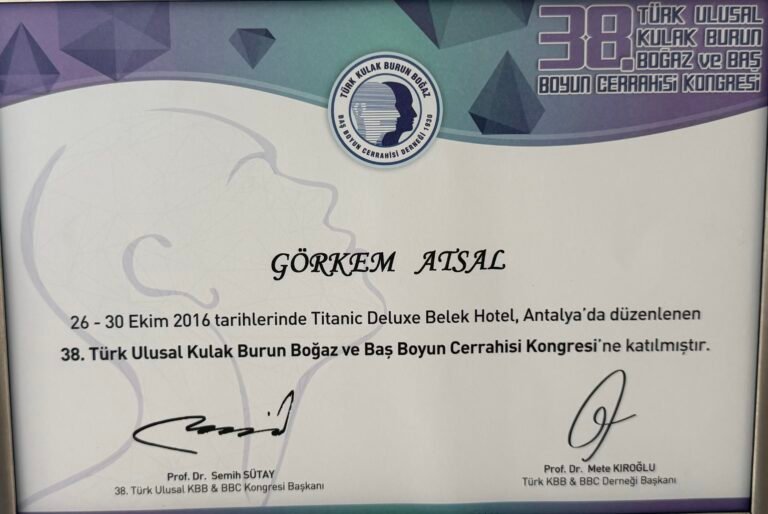 38. TÜRK ULUSAL
KULAK BURUN
BOĞAZ ve BAŞ
BOYUN CERRAHİSİ KONGRESİ
TÜRK KULAK BURUN BOĞAZ
BAŞ BOYUN CERRAHİSİ DERNEĞİ 1930
GÖRKEM ATSAL
26 - 30 Ekim 2016 tarihlerinde Titanic Deluxe Belek Hotel, Antalya'da düzenlenen
38. Türk Ulusal Kulak Burun Boğaz ve Baş Boyun Cerrahisi Kongresi'ne katılmıştır.
Prof. Dr. Semih SÜTAY
38. Türk Ulusal KBB & BBC Kongresi Başkanı
Prof. Dr. Mete KIROĞLU
Türk KBB & BBC Derneği Başkanı